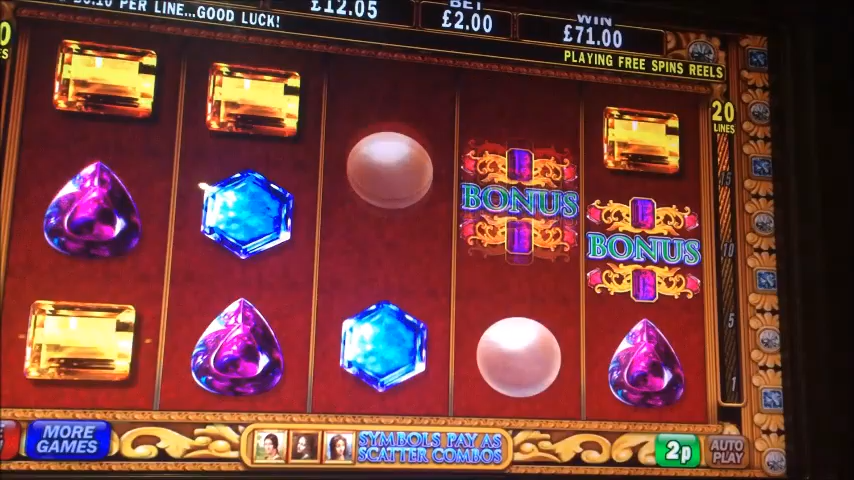 PER LINE...GOOD LUCK!
£12.05
BET
£2.00
WIN
£71.00
PLAYING FREE SPINS REELS
20
LINES
BONUS
BONUS
15
10
5
1
MORE
GAMES
SYMBOLS PAY AS
SCATTER COMBOS
2p
AUTO
PLAY